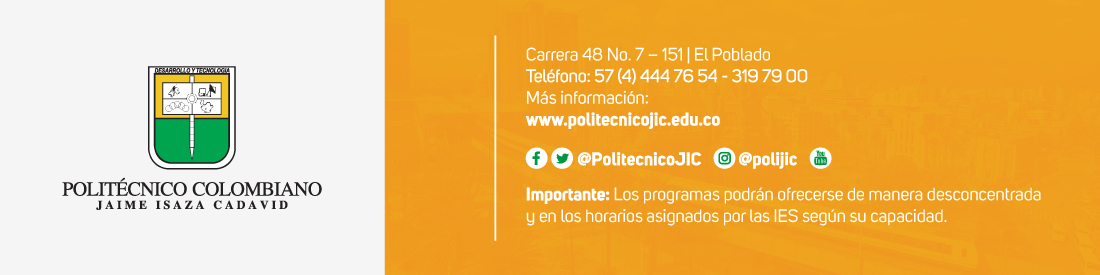 DESARROLLO Y TECNOLOGÍA
POLITÉCNICO COLOMBIANO
JAIME ISAZA CADAVID
Carrera 48 No. 7 – 151 | El Poblado
Teléfono: 57 (4) 444 76 54 - 319 79 00
Más información:
www.politecnicojic.edu.co
@PolitecnicoJIC @polijic You Tube
Importante: Los programas podrán ofrecerse de manera desconcentrada
y en los horarios asignados por las IES según su capacidad.